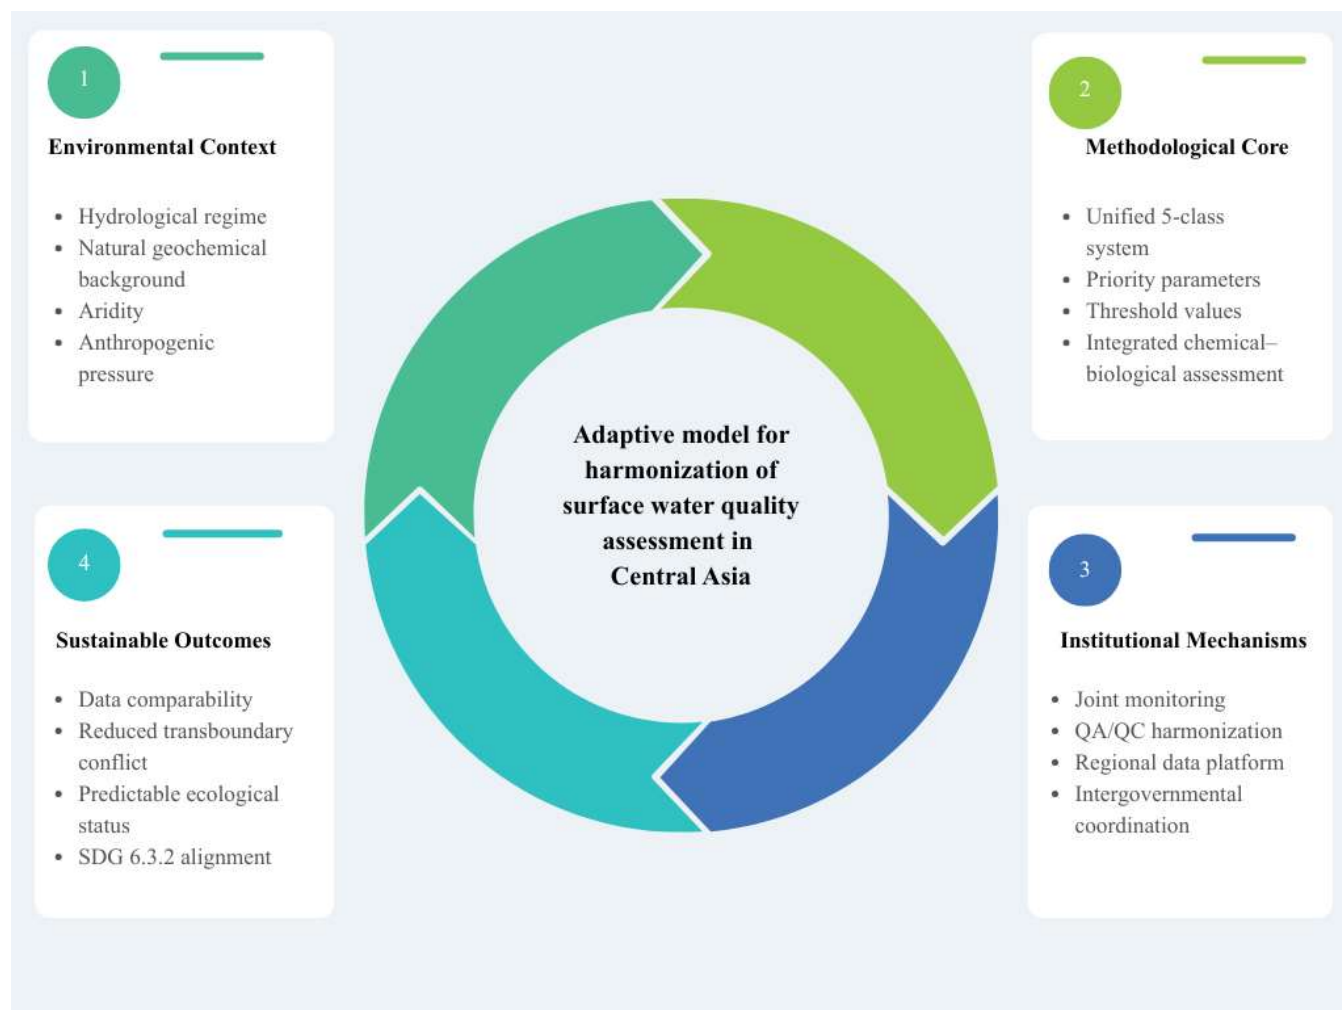 1
Environmental Context
• Hydrological regime
• Natural geochemical
background
• Aridity
• Anthropogenic
pressure
2
Methodological Core
• Unified 5-class
system
• Priority parameters
• Threshold values
• Integrated chemical–
biological assessment
Adaptive model for
harmonization of
surface water quality
assessment in
Central Asia
3
Institutional Mechanisms
• Joint monitoring
• QA/QC harmonization
• Regional data platform
• Intergovernmental
coordination
4
Sustainable Outcomes
• Data comparability
• Reduced transboundary
conflict
• Predictable ecological
status
• SDG 6.3.2 alignment